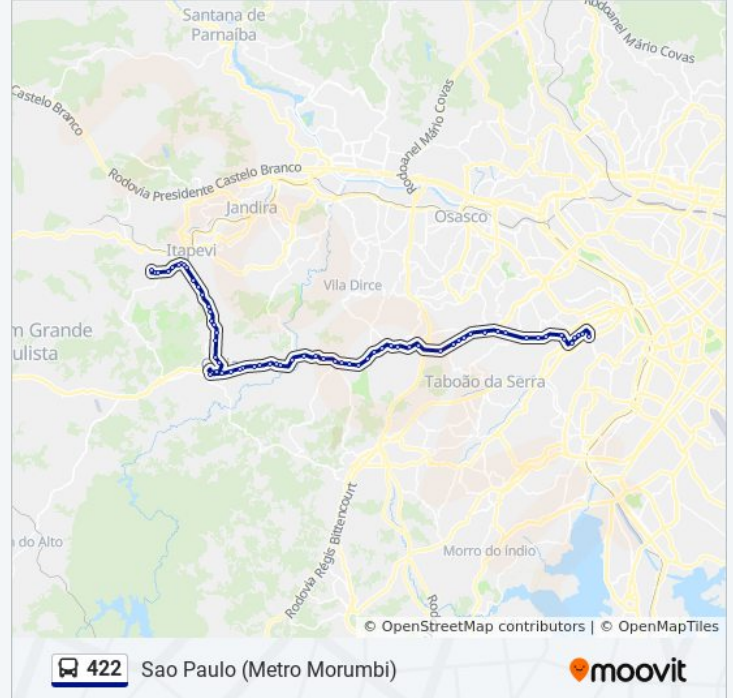 Santana de
Parnaíba
Rodoanel Mário Covas
Castelo Branco
Rodoanel Mário Covas
Rodovia Presidente Castelo Branco
Jandira
Osasco
Itapevi
Vila Dirce
m Grande
ulista
Taboão da Serra
Rodovia Régis Bittencourt
do Alto
Morro do Índio
Rod
© OpenStreetMap contributors | © OpenMapTiles
422 Sao Paulo (Metro Morumbi)
moovit